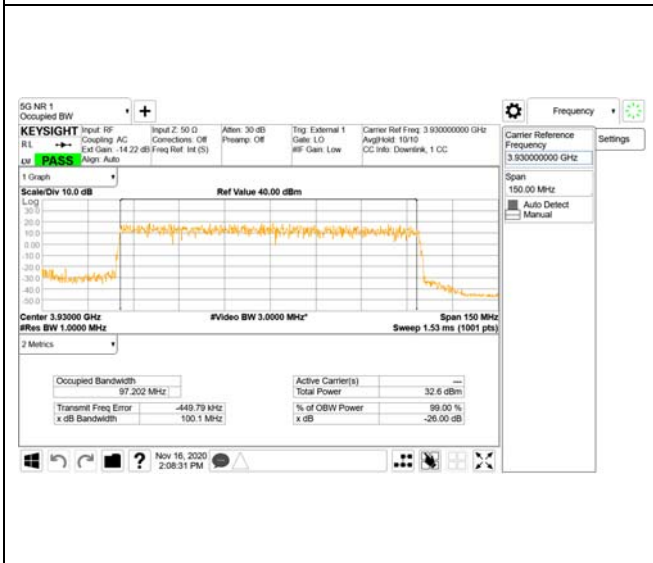 5G NR 1
Occupied BW
+
Frequency
KEYSIGHT Input: RF Input Z: 50 Ω Atten: 30 dB Trig: External 1 Carrier Ref Freq: 3.930000000 GHz
RL Coupling: AC Corrections: Off Preamp: Off Gate: LO Avg|Hold: 10/10
Ext Gain: -14.22 dB Freq Ref: Int (S) #IF Gain: Low CC Info: Downlink, 1 CC
PASS Align: Auto
Carrier Reference
Frequency
3.930000000 GHz
Settings
Span
150.00 MHz
Auto Detect
Manual
1 Graph
Scale/Div 10.0 dB Ref Value 40.00 dBm
Log
30.0
20.0
10.0
0.00
-10.0
-20.0
-30.0
-40.0
-50.0
Center 3.93000 GHz #Video BW 3.0000 MHz* Span 150 MHz
#Res BW 1.0000 MHz Sweep 1.53 ms (1001 pts)
2 Metrics
Occupied Bandwidth Active Carrier(s) ---
97.202 MHz Total Power 32.6 dBm
Transmit Freq Error -449.79 kHz % of OBW Power 99.00 %
x dB Bandwidth 100.1 MHz x dB -26.00 dB
? Nov 16, 2020
2:08:31 PM